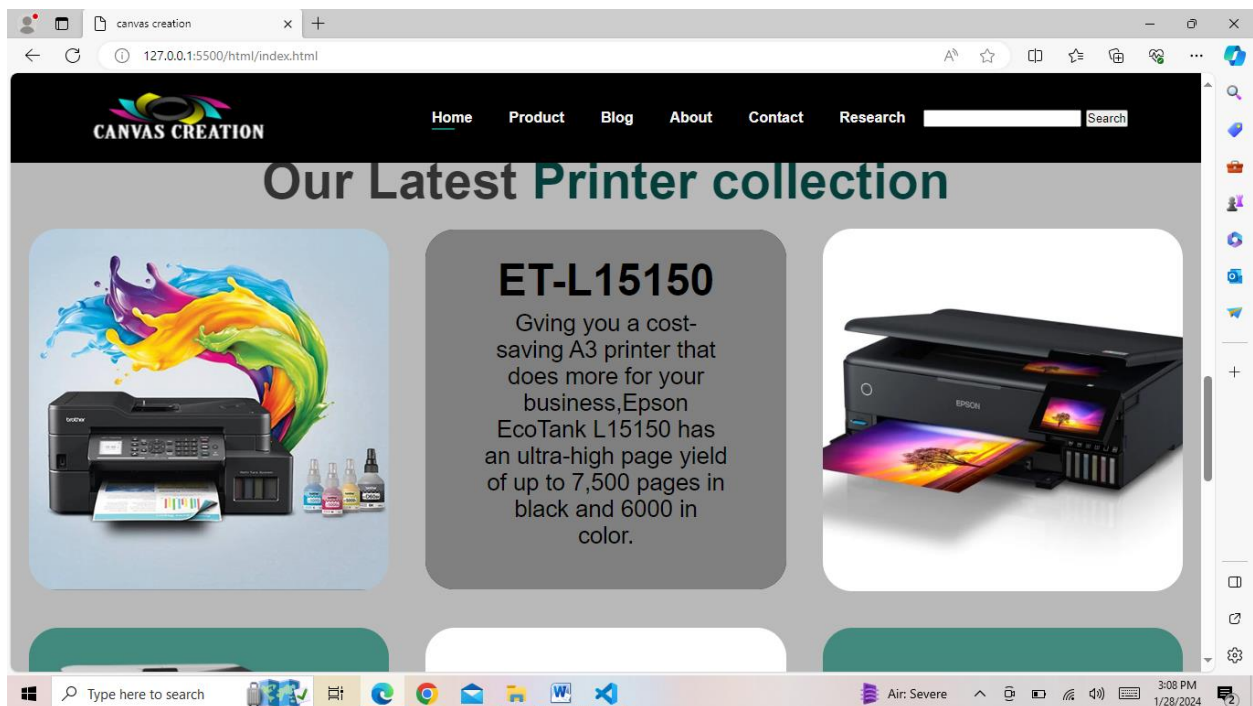 canvas creation
127.0.0.1:5500/html/index.html
CANVAS CREATION
Home Product Blog About Contact Research Search
Our Latest Printer collection
brother
ET-L15150
Gving you a cost-
saving A3 printer that
does more for your
business,Epson
EcoTank L15150 has
an ultra-high page yield
of up to 7,500 pages in
black and 6000 in
color.
EPSON
Type here to search
Air: Severe
3:08 PM
1/28/2024
2